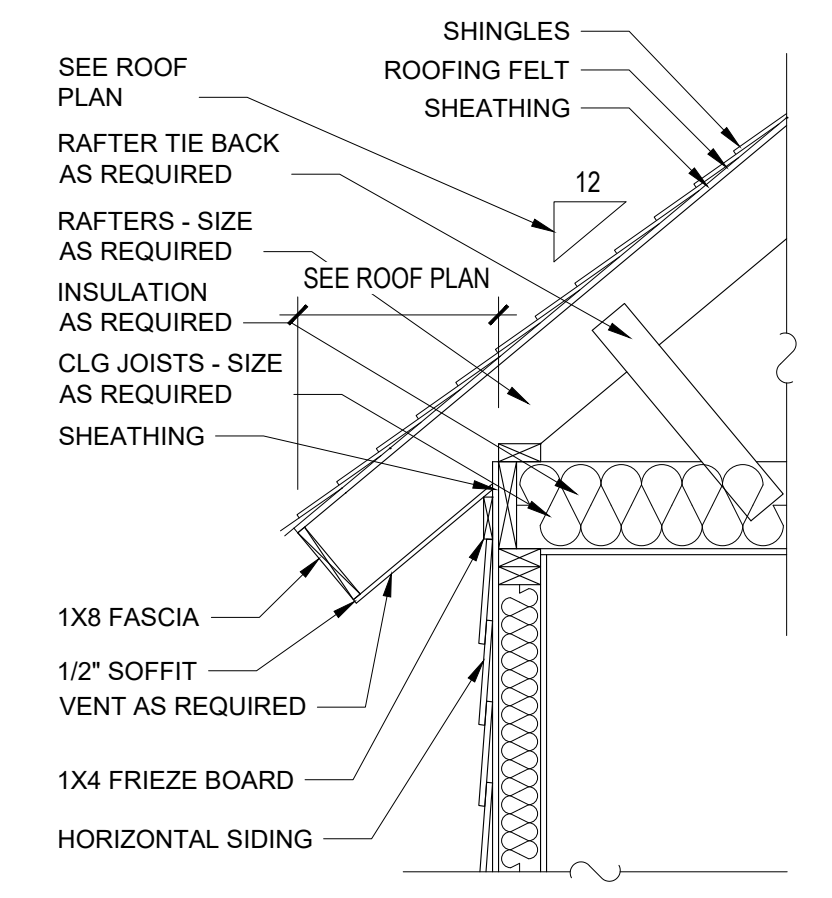 SHINGLES
ROOFING FELT
SHEATHING
SEE ROOF
PLAN
RAFTER TIE BACK
AS REQUIRED
12
RAFTERS - SIZE
AS REQUIRED
SEE ROOF PLAN
INSULATION
AS REQUIRED
CLG JOISTS - SIZE
AS REQUIRED
SHEATHING
1X8 FASCIA
1/2" SOFFIT
VENT AS REQUIRED
1X4 FRIEZE BOARD
HORIZONTAL SIDING